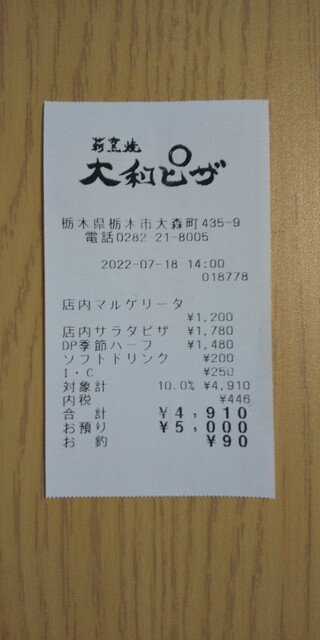 薪窯焼
大和ピザ
栃木県栃木市大森町435-9
電話0282-21-8005
2022-07-18 14:00
018778
店内マルゲリータ
¥1,200
店内サラダピザ ¥1,780
DP季節ハーフ ¥1,480
ソフトドリンク ¥200
I・C ¥250
対象計 10.0% ¥4,910
内税 ¥446
合 計 ¥4,910
お預り ¥5,000
お 釣 ¥90